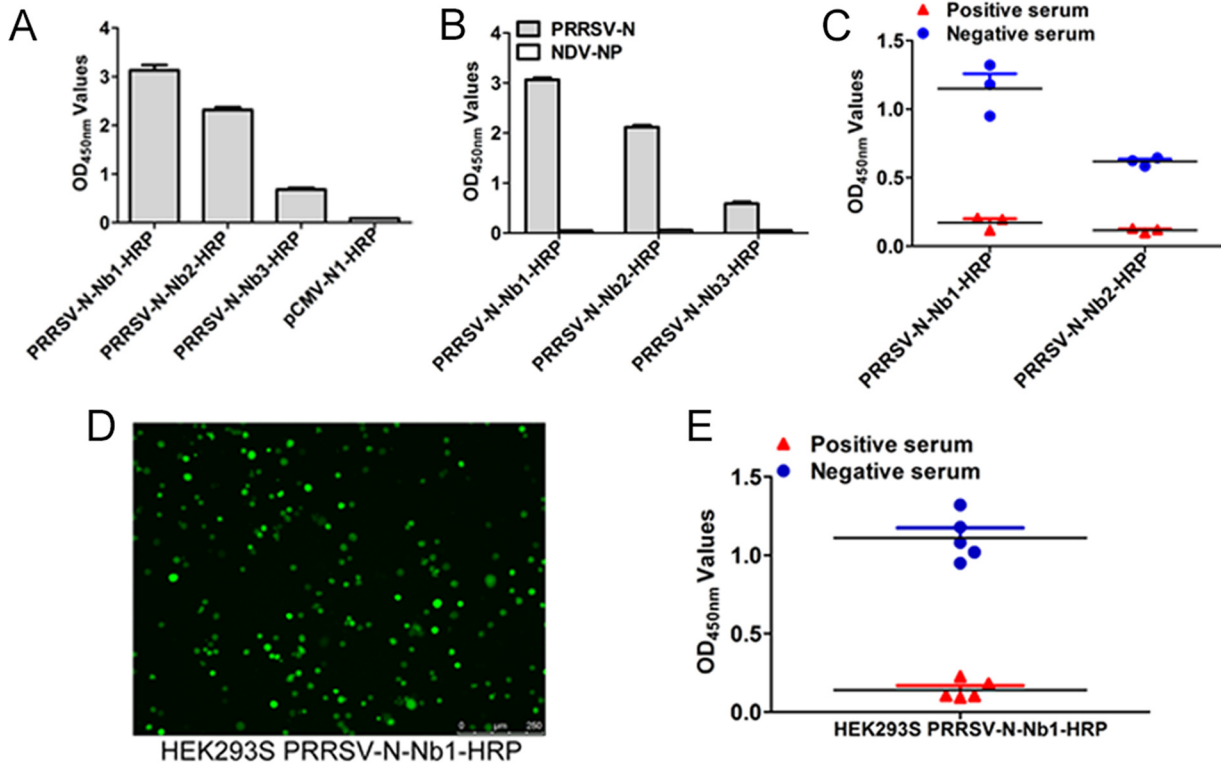 A
OD450nm Values
4
3
2
1
0
PRRSV-N-Nb1-HRP
PRRSV-N-Nb2-HRP
PRRSV-N-Nb3-HRP
pCMV-N1-HRP
B
PRRSV-N
NDV-NP
OD450nm Values
4
3
2
1
0
PRRSV-N-Nb1-HRP
PRRSV-N-Nb2-HRP
PRRSV-N-Nb3-HRP
C
Positive serum
Negative serum
OD450nm Values
1.5
1.0
0.5
0.0
PRRSV-N-Nb1-HRP
PRRSV-N-Nb2-HRP
D
0 µm 250
HEK293S PRRSV-N-Nb1-HRP
E
Positive serum
Negative serum
OD450nm Values
1.5
1.0
0.5
0.0
HEK293S PRRSV-N-Nb1-HRP